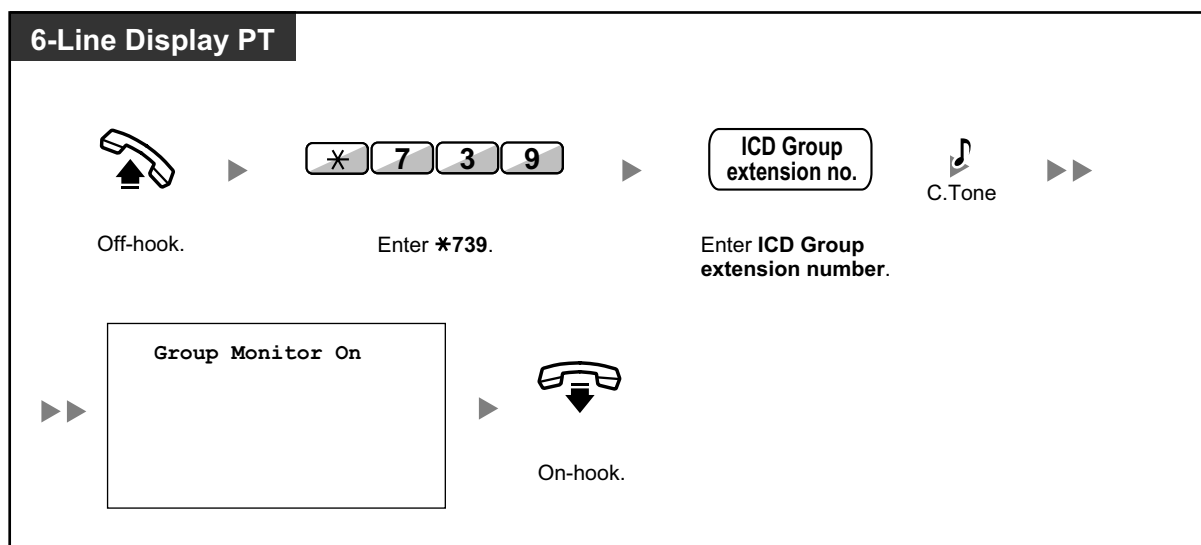 6-Line Display PT
✳ 7 3 9
ICD Group
extension no.
C.Tone
Off-hook.
Enter ✳739.
Enter ICD Group
extension number.
Group Monitor On
On-hook.